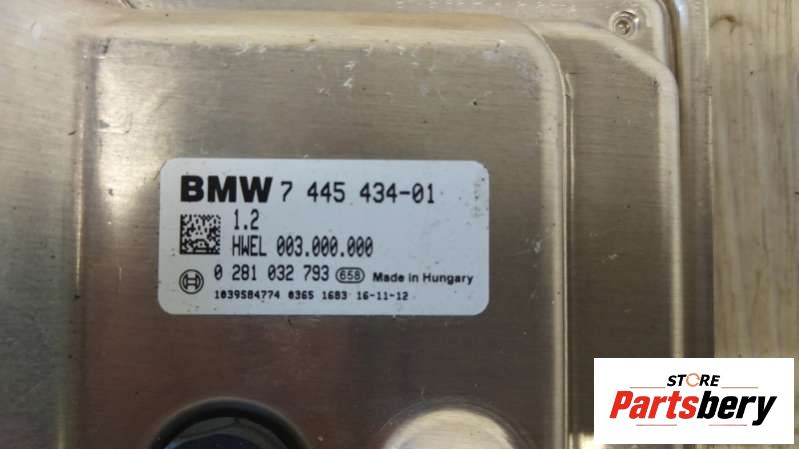 BMW 7 445 434-01
1.2
HWEL 003.000.000
0 281 032 793 658 Made in Hungary
1039S84774 0365 1683 16-11-12
STORE
Partsbery